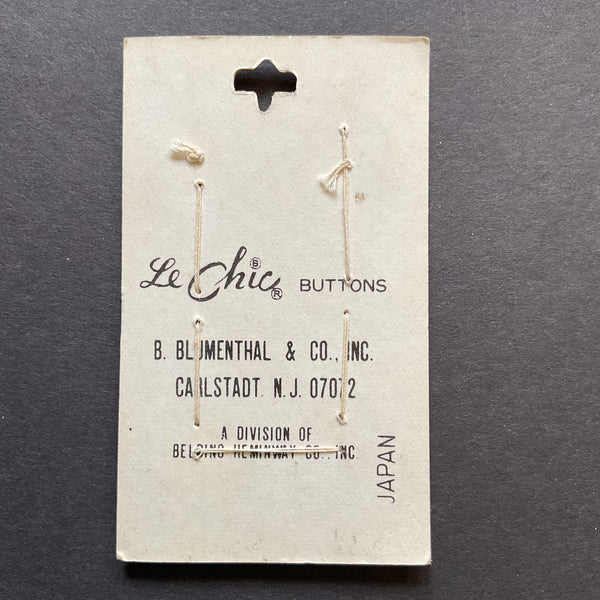 Le Chic B ® BUTTONS
B. BLUMENTHAL & CO., INC.
CARLSTADT, N.J. 07072
A DIVISION OF
BELDING HEMINWAY CO., INC
JAPAN